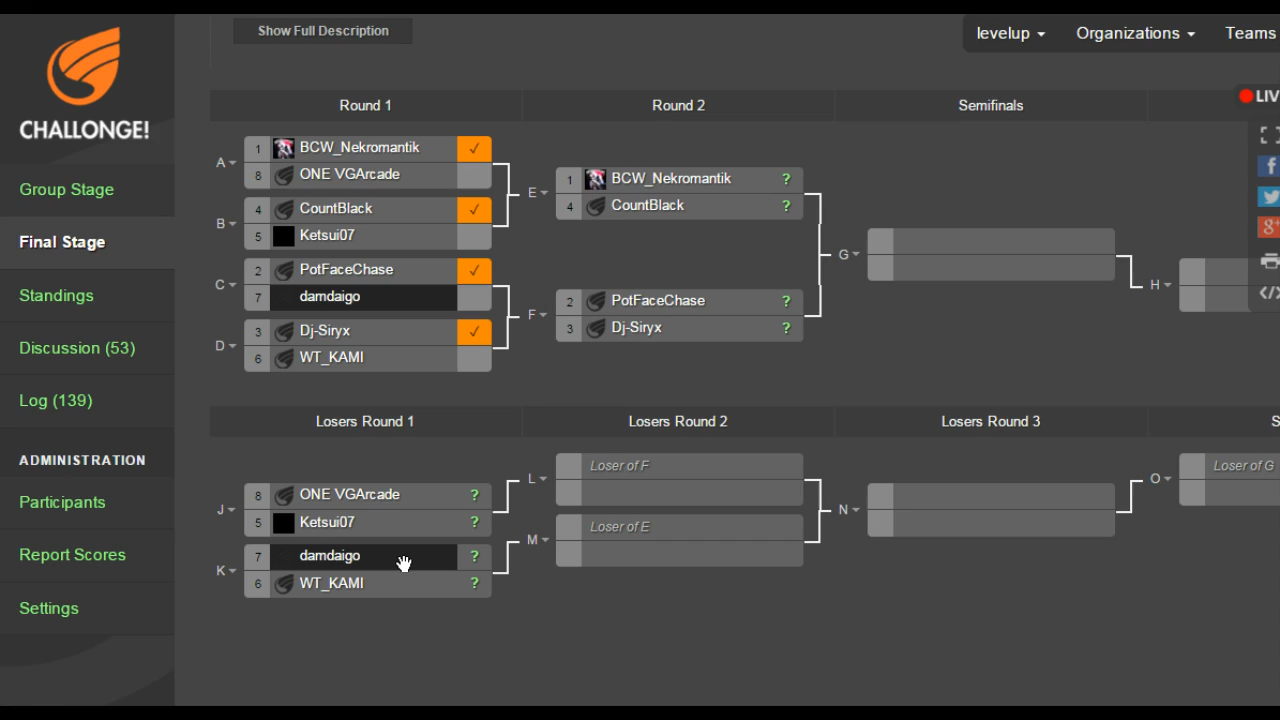 Show Full Description
levelup
Organizations
Teams
LIV
CHALLONGE!
Group Stage
Final Stage
Standings
Discussion (53)
Log (139)
ADMINISTRATION
Participants
Report Scores
Settings
Round 1
Round 2
Semifinals
A
1 BCW_Nekromantik ✓
8 ONE VGArcade
B
4 CountBlack ✓
5 Ketsui07
C
2 PotFaceChase ✓
7 damdaigo
D
3 Dj-Siryx ✓
6 WT_KAMI
E
1 BCW_Nekromantik ?
4 CountBlack ?
F
2 PotFaceChase ?
3 Dj-Siryx ?
G
H
Losers Round 1
Losers Round 2
Losers Round 3
S
J
8 ONE VGArcade ?
5 Ketsui07 ?
K
7 damdaigo ?
6 WT_KAMI ?
L
Loser of F
M
Loser of E
N
O
Loser of G